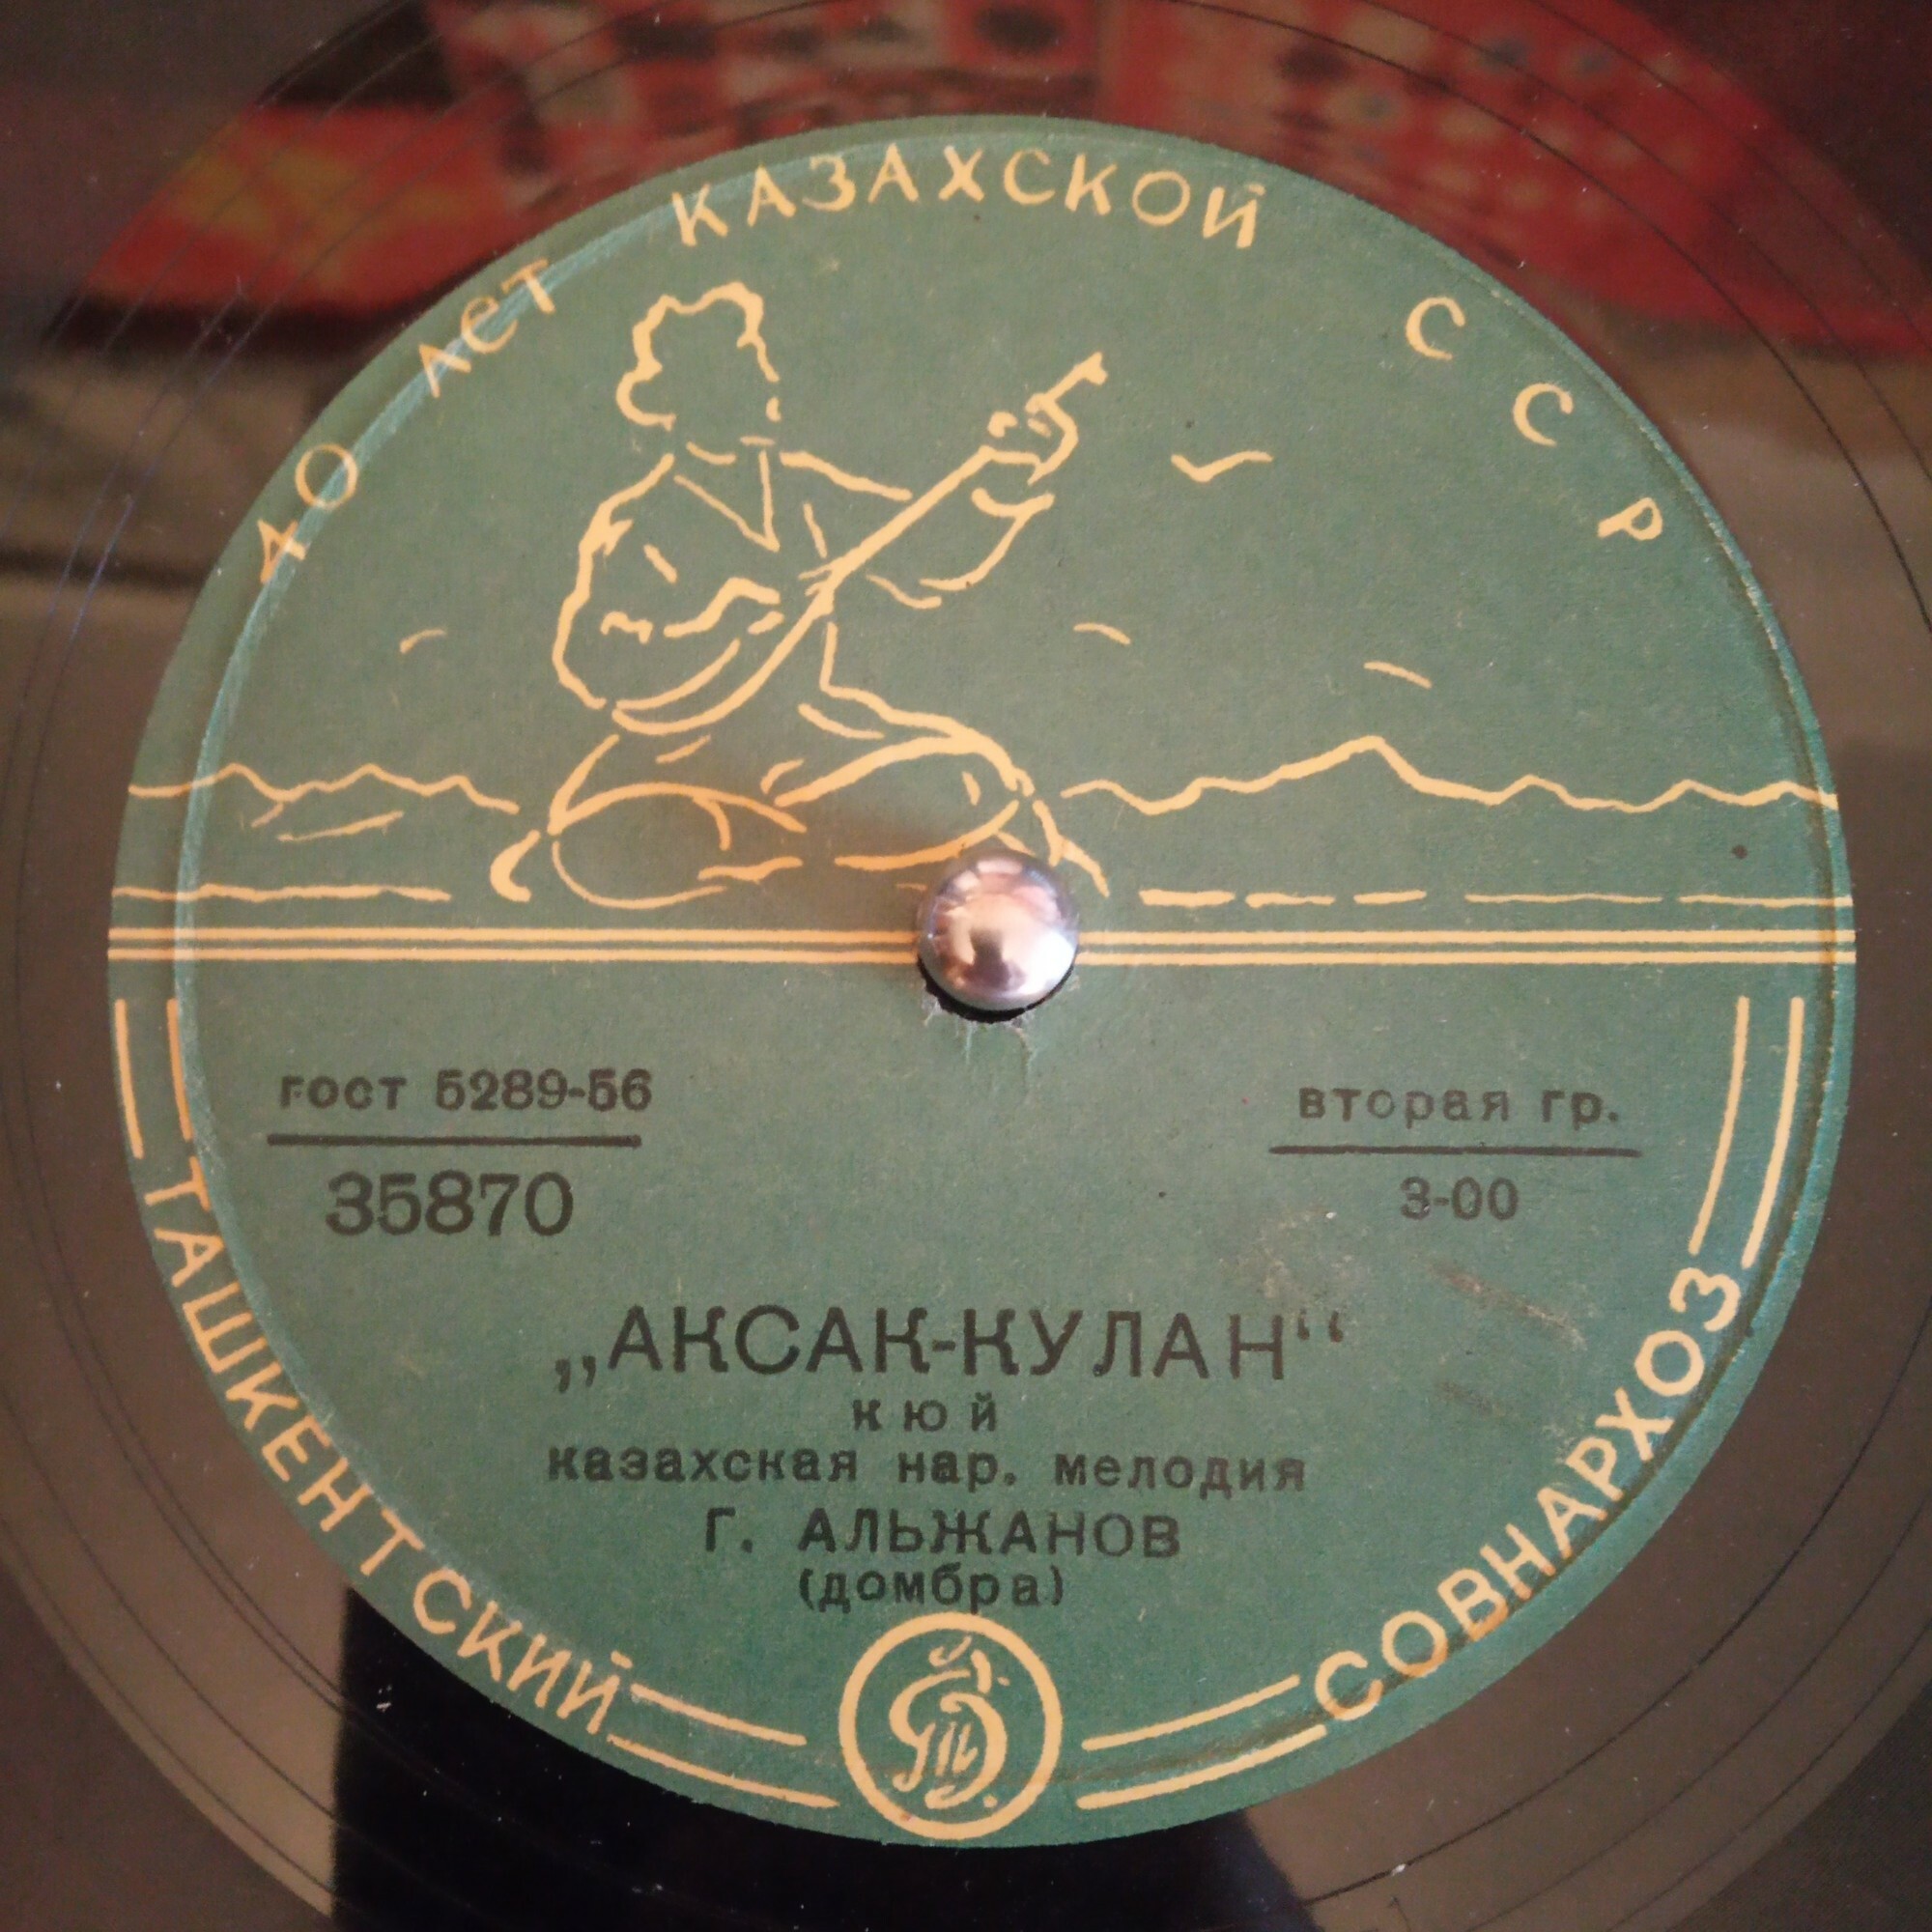 40 лет КАЗАХСКОЙ ССР
гост 5289-56
35870
вторая гр.
3-00
„АКСАК-КУЛАН“
кюй
казахская нар. мелодия
Г. АЛЬЖАНОВ
(домбра)
ТАШКЕНТСКИЙ СОВНАРХОЗ